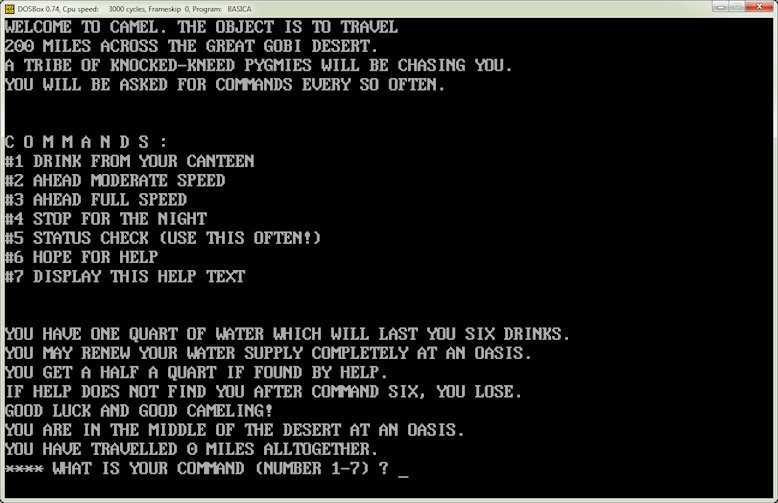 DOSBox 0.74, Cpu speed: 3000 cycles, Frameskip 0, Program: BASICA
WELCOME TO CAMEL. THE OBJECT IS TO TRAVEL
200 MILES ACROSS THE GREAT GOBI DESERT.
A TRIBE OF KNOCKED-KNEED PYGMIES WILL BE CHASING YOU.
YOU WILL BE ASKED FOR COMMANDS EVERY SO OFTEN.
C O M M A N D S :
#1 DRINK FROM YOUR CANTEEN
#2 AHEAD MODERATE SPEED
#3 AHEAD FULL SPEED
#4 STOP FOR THE NIGHT
#5 STATUS CHECK (USE THIS OFTEN!)
#6 HOPE FOR HELP
#7 DISPLAY THIS HELP TEXT
YOU HAVE ONE QUART OF WATER WHICH WILL LAST YOU SIX DRINKS.
YOU MAY RENEW YOUR WATER SUPPLY COMPLETELY AT AN OASIS.
YOU GET A HALF A QUART IF FOUND BY HELP.
IF HELP DOES NOT FIND YOU AFTER COMMAND SIX, YOU LOSE.
GOOD LUCK AND GOOD CAMELING!
YOU ARE IN THE MIDDLE OF THE DESERT AT AN OASIS.
YOU HAVE TRAVELLED 0 MILES ALLTOGETHER.
**** WHAT IS YOUR COMMAND (NUMBER 1-7) ? _